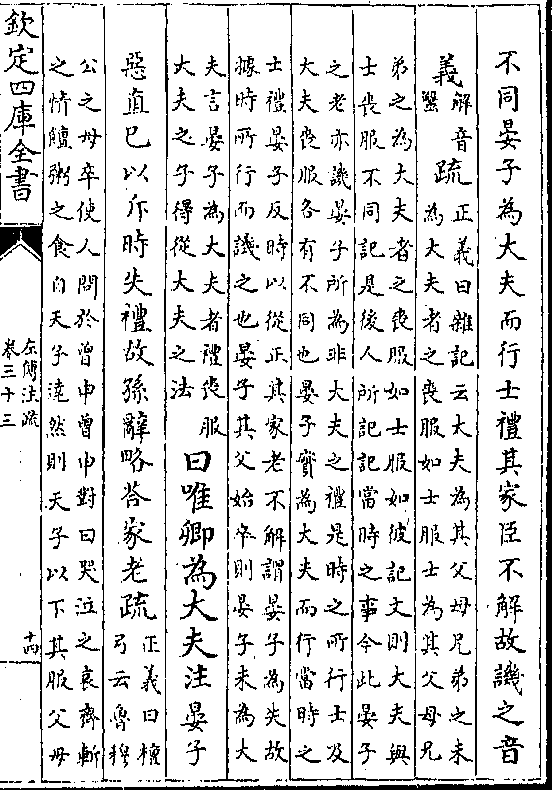 不同晏子為大夫而行士禮其家臣不解故譏之音
義解音蟹疏正義曰雜記云大夫為其父母兄弟之未
為大夫者之喪服如士服士為其父母兄
弟之為大夫者之喪服如士服如彼記文則大夫與
士喪服不同記是後人所記記當時之事今此晏子
之老亦譏晏子所為非大夫之禮是時之所行士及
大夫喪服各有不同也晏子實為大夫而行當時之
士禮晏子反時以從正其家老不解謂晏子為失故
據時所行而譏之也晏子其父始卒則晏子未為大
夫言晏子為大夫者禮喪服
大夫之子得從大夫之法
曰唯卿為大夫注晏子
惡直已以斥時失禮故孫辭略荅家老疏正義曰檀
弓云魯穆
公之母卒使人問於曾申曾申對曰哭泣之哀齊斬
之情饘粥之食自天子達然則天子以下其服父母
欽定四庫全書
左傳注疏
卷三十三
十四